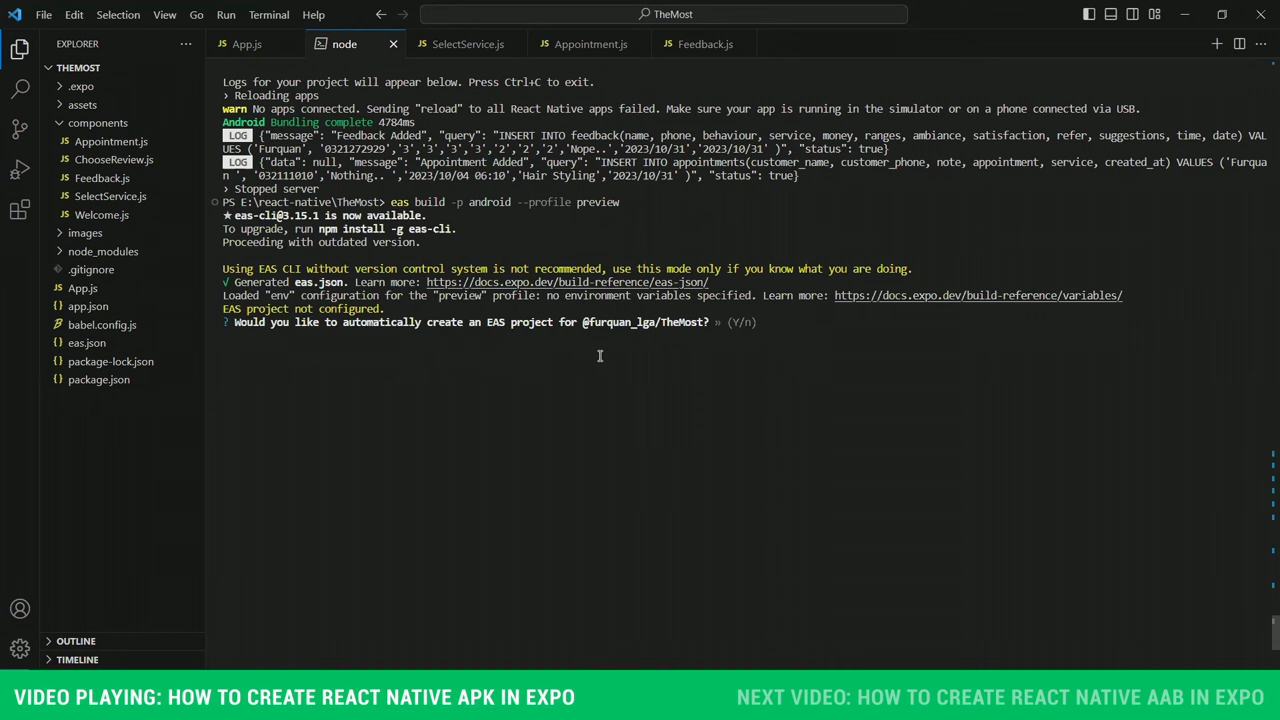 File Edit Selection View Go Run Terminal Help
TheMost
EXPLORER
App.js
node
SelectService.js
Appointment.js
Feedback.js
THEMOST
.expo
assets
components
Appointment.js
ChooseReview.js
Feedback.js
SelectService.js
Welcome.js
images
node_modules
.gitignore
App.js
app.json
babel.config.js
eas.json
package-lock.json
package.json
OUTLINE
TIMELINE
Logs for your project will appear below. Press Ctrl+C to exit.
› Reloading apps
warn No apps connected. Sending "reload" to all React Native apps failed. Make sure your app is running in the simulator or on a phone connected via USB.
Android Bundling complete 4784ms
LOG {"message": "Feedback Added", "query": "INSERT INTO feedback(name, phone, behaviour, service, money, ranges, ambiance, satisfaction, refer, suggestions, time, date) VAL
UES ('Furquan', '0321272929','3','3','3','3','2','2','2','Nope..','2023/10/31','2023/10/31' )", "status": true}
LOG {"data": null, "message": "Appointment Added", "query": "INSERT INTO appointments(customer_name, customer_phone, note, appointment, service, created_at) VALUES ('Furqua
n ', '032111010','Nothing.. ','2023/10/04 06:10','Hair Styling','2023/10/31' )", "status": true}
› Stopped server
PS E:\react-native\TheMost> eas build -p android --profile preview
★ eas-cli@3.15.1 is now available.
To upgrade, run npm install -g eas-cli.
Proceeding with outdated version.
Using EAS CLI without version control system is not recommended, use this mode only if you know what you are doing.
√ Generated eas.json. Learn more: https://docs.expo.dev/build-reference/eas-json/
Loaded "env" configuration for the "preview" profile: no environment variables specified. Learn more: https://docs.expo.dev/build-reference/variables/
EAS project not configured.
? Would you like to automatically create an EAS project for @furquan_lga/TheMost? » (Y/n)
VIDEO PLAYING: HOW TO CREATE REACT NATIVE APK IN EXPO
NEXT VIDEO: HOW TO CREATE REACT NATIVE AAB IN EXPO